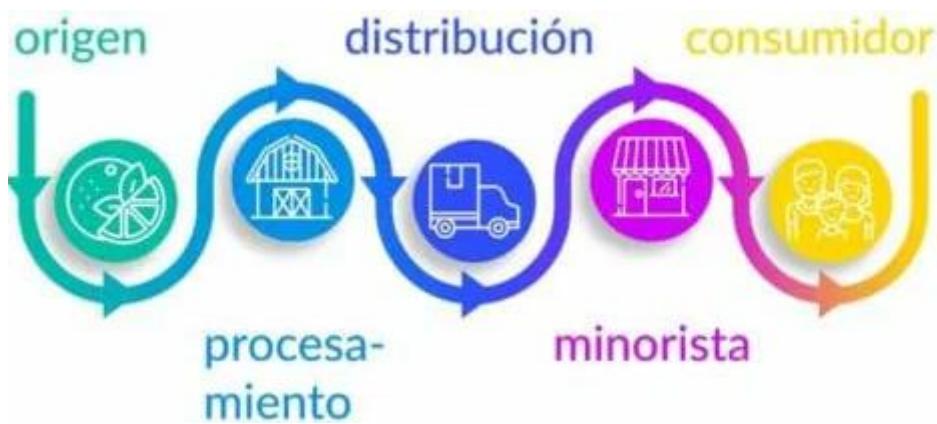 origen
distribución
consumidor
procesa-
miento
minorista